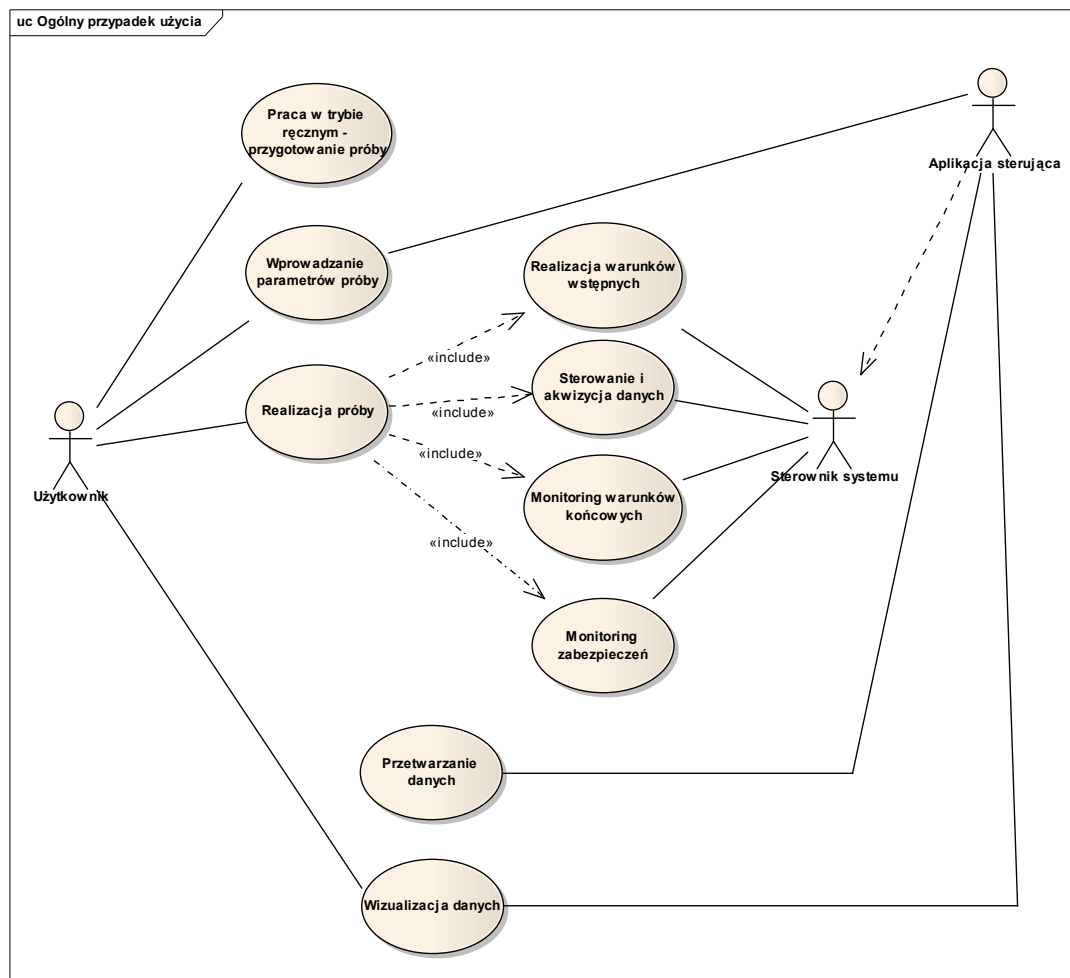 uc Ogólny przypadek użycia
Praca w trybie
ręcznym -
przygotowanie próby
Aplikacja sterująca
Wprowadzanie
parametrów próby
Realizacja warunków
wstępnych
«include»
Sterowanie i
akwizycja danych
Realizacja próby
«include»
«include»
Użytkownik
Sterownik systemu
Monitoring warunków
końcowych
«include»
Monitoring
zabezpieczeń
Przetwarzanie
danych
Wizualizacja danych